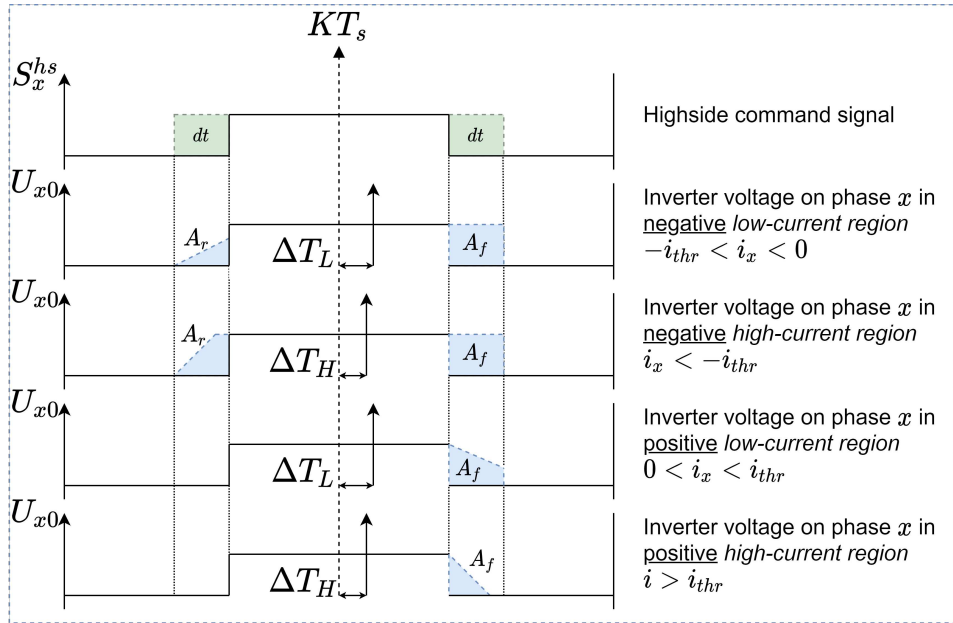 KT_s
S_x^{hs}
dt
dt
Highside command signal
U_{x0}
A_r
ΔT_L
A_f
Inverter voltage on phase x in
negative low-current region
−i_{thr} < i_x < 0
U_{x0}
A_r
ΔT_H
A_f
Inverter voltage on phase x in
negative high-current region
i_x < −i_{thr}
U_{x0}
ΔT_L
A_f
Inverter voltage on phase x in
positive low-current region
0 < i_x < i_{thr}
U_{x0}
ΔT_H
A_f
Inverter voltage on phase x in
positive high-current region
i > i_{thr}